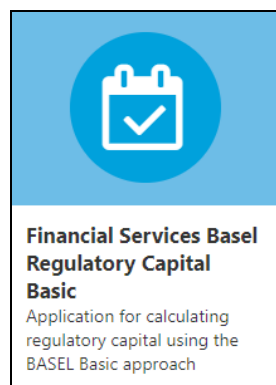 Financial Services Basel
Regulatory Capital
Basic
Application for calculating
regulatory capital using the
BASEL Basic approach